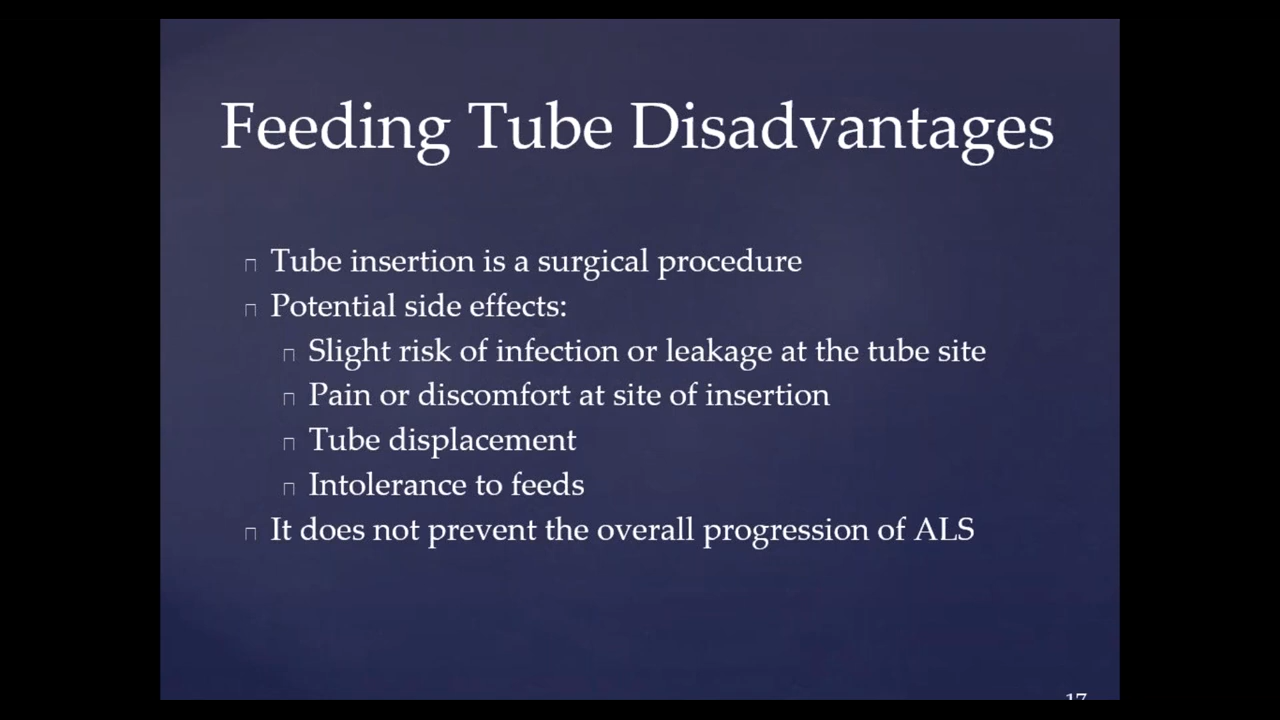 Feeding Tube Disadvantages
Tube insertion is a surgical procedure
Potential side effects:
Slight risk of infection or leakage at the tube site
Pain or discomfort at site of insertion
Tube displacement
Intolerance to feeds
It does not prevent the overall progression of ALS
17